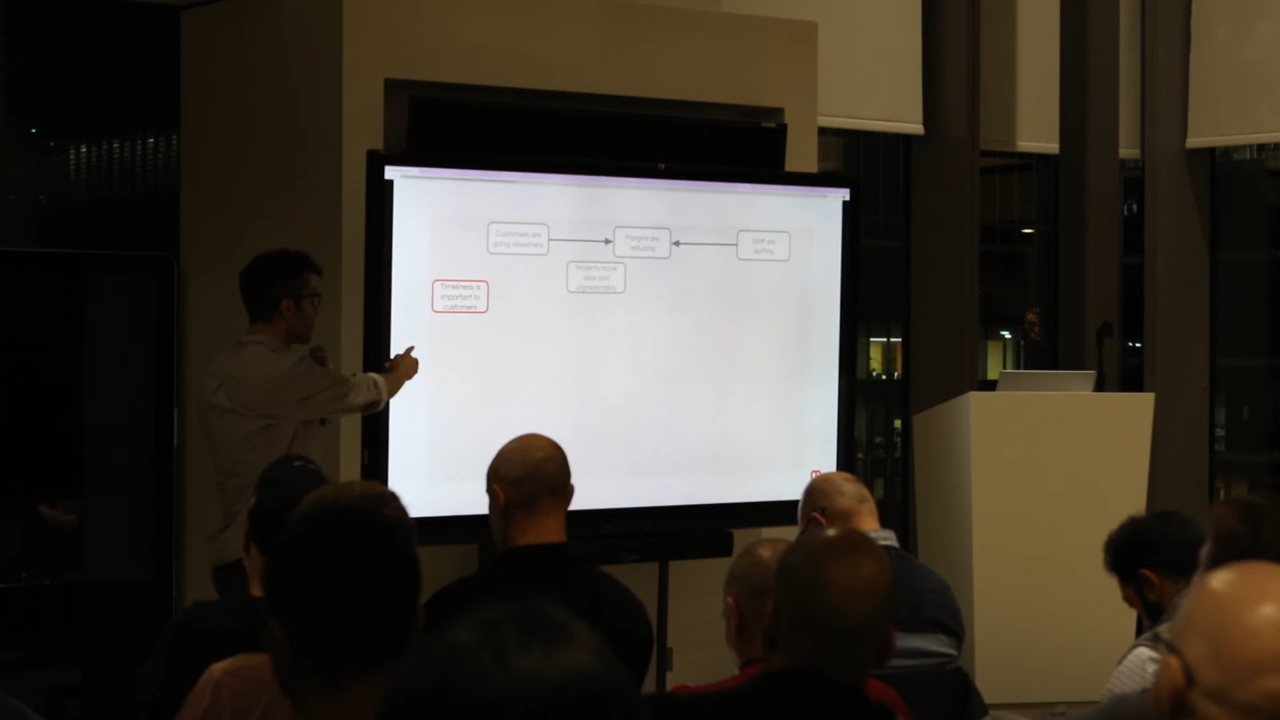 Customers are
going elsewhere
Margins are
reducing
Staff are
quitting
Projects move
slow and
unpredictably
Timeliness is
important to
customers